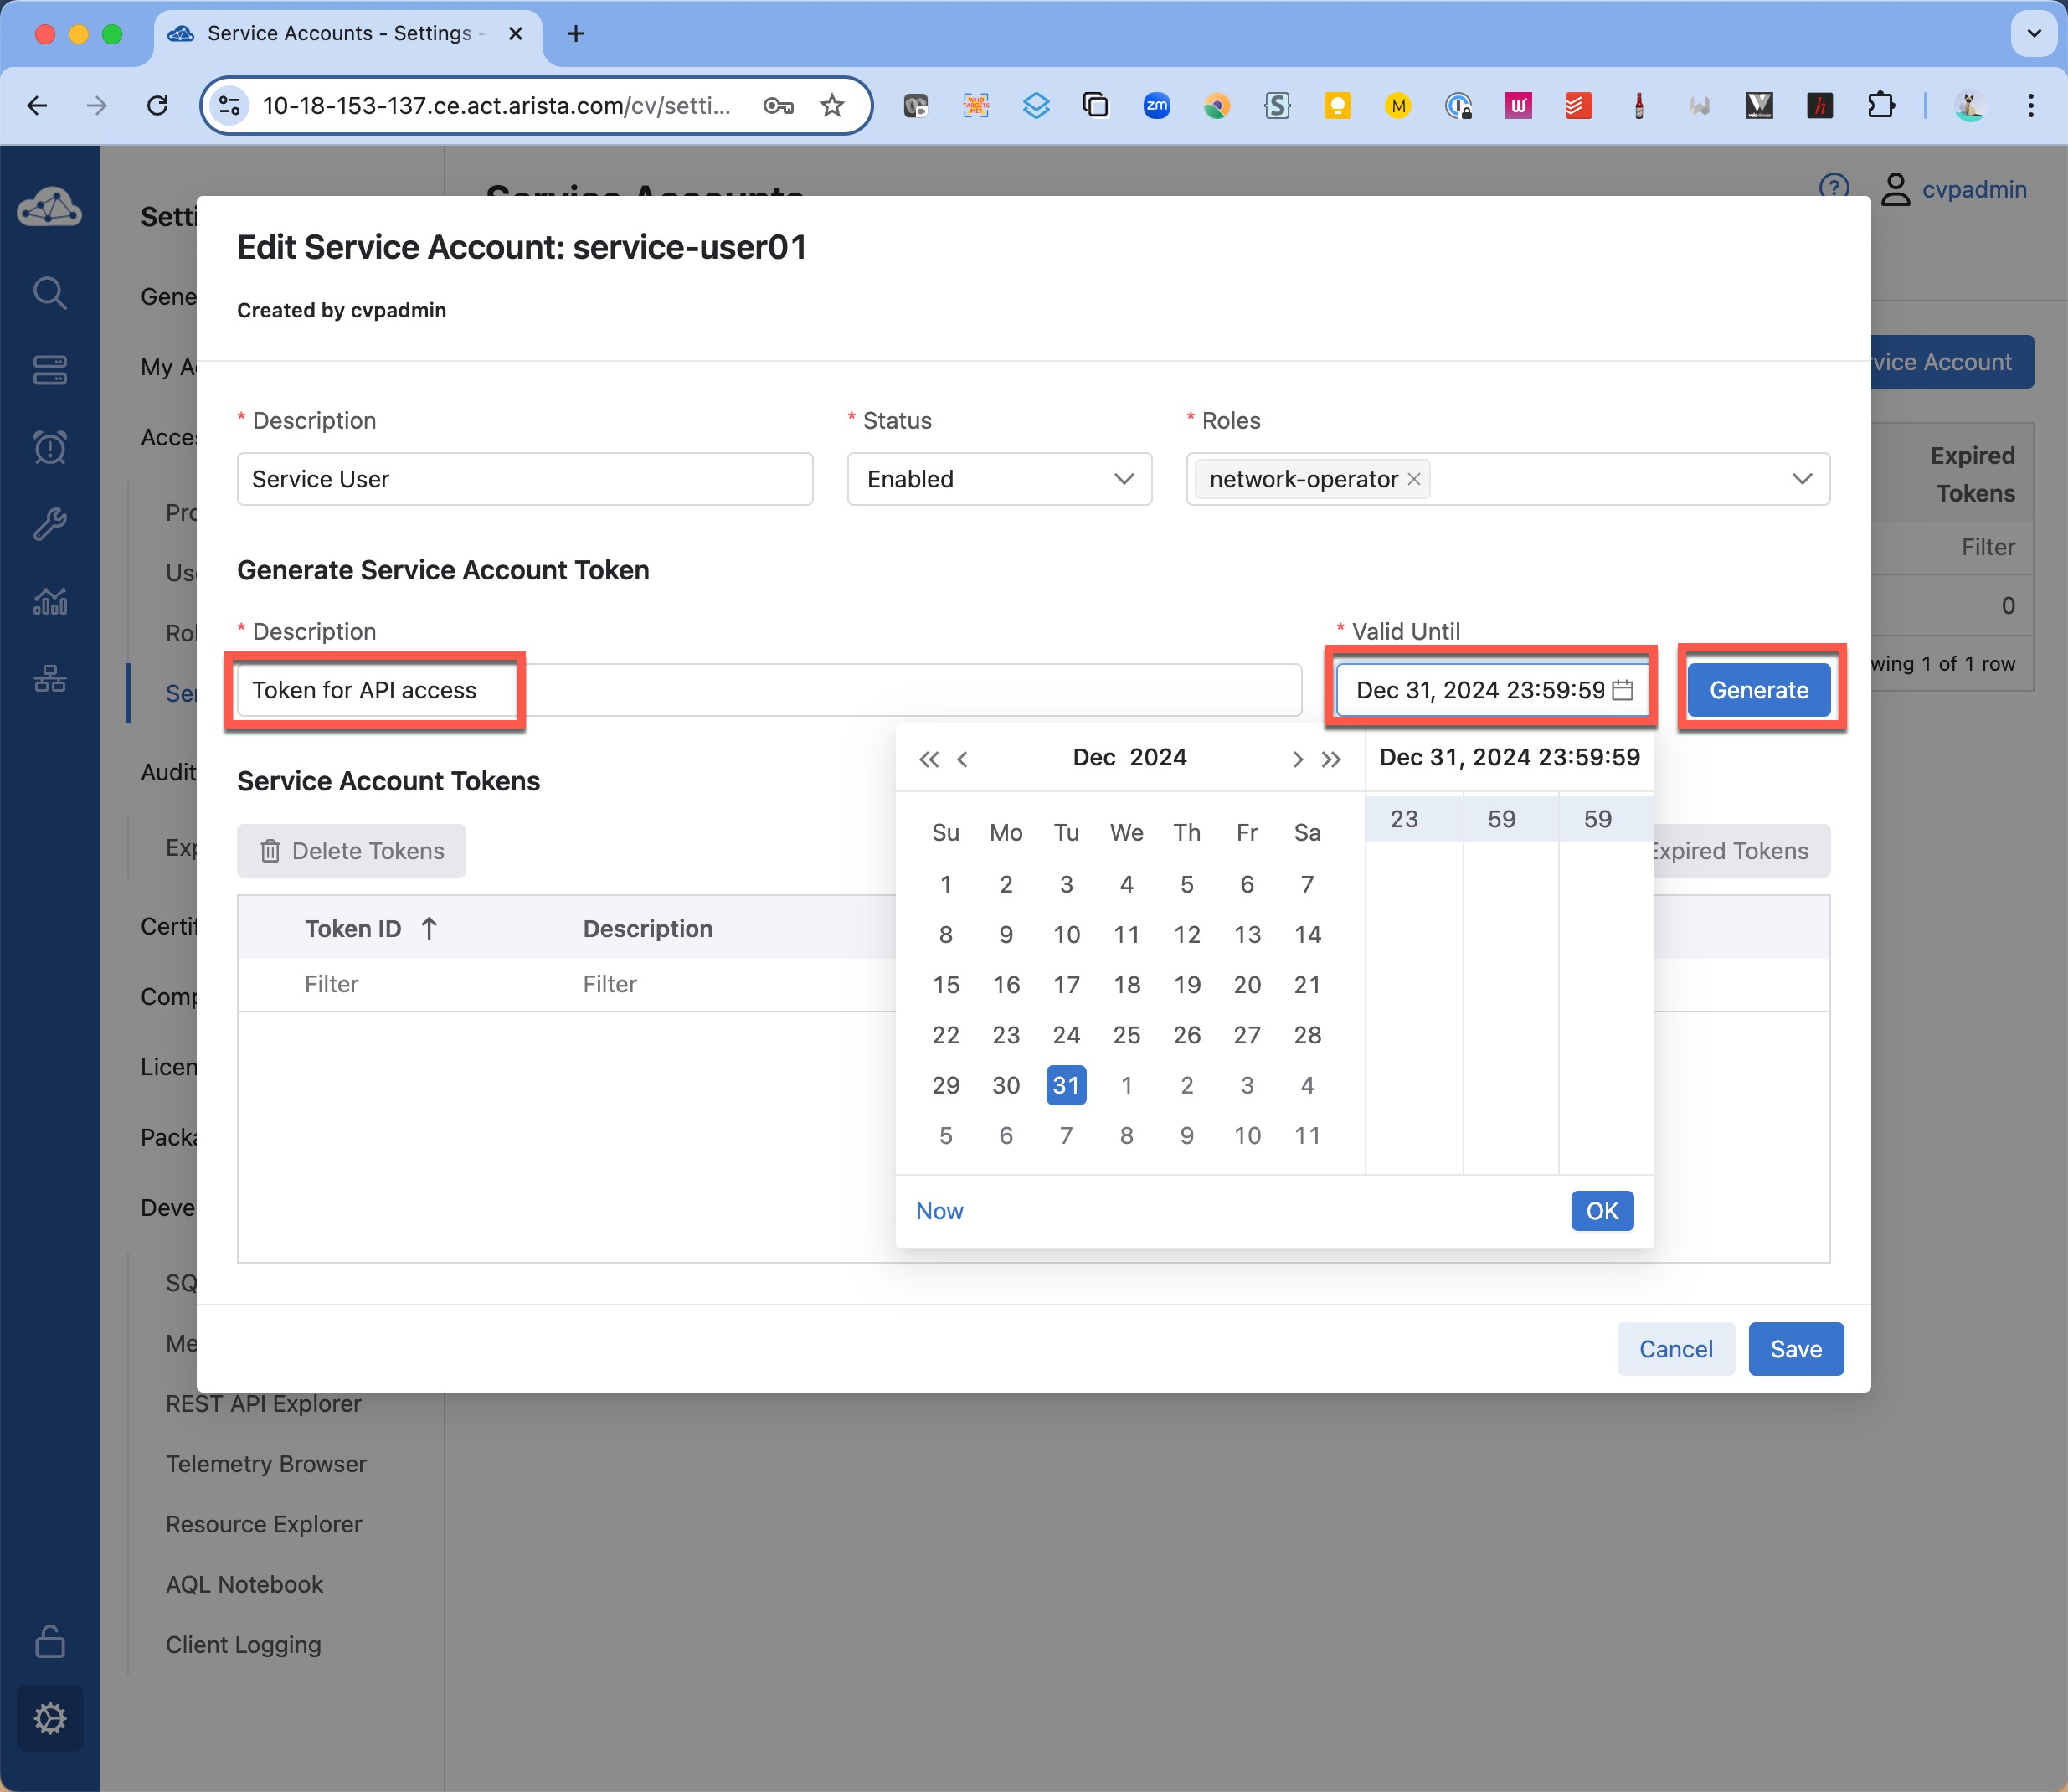 Service Accounts - Settings -
10-18-153-137.ce.act.arista.com/cv/setti...
zm
S
M
Service Accounts
cvpadmin
Edit Service Account: service-user01
Created by cvpadmin
* Description
* Status
* Roles
Service User
Enabled
network-operator
Generate Service Account Token
* Description
* Valid Until
Token for API access
Dec 31, 2024 23:59:59
Generate
Service Account Tokens
Delete Tokens
Expired Tokens
Token ID
Description
Filter
Filter
Dec 2024
Dec 31, 2024 23:59:59
23 59 59
Su Mo Tu We Th Fr Sa
1 2 3 4 5 6 7
8 9 10 11 12 13 14
15 16 17 18 19 20 21
22 23 24 25 26 27 28
29 30 31 1 2 3 4
5 6 7 8 9 10 11
Now
OK
Cancel
Save
Setti
Gene
My A
Acces
Pro
Us
Rol
Ser
Audit
Exp
Certif
Comp
Licen
Packa
Deve
SQ
Me
REST API Explorer
Telemetry Browser
Resource Explorer
AQL Notebook
Client Logging
vice Account
Expired
Tokens
Filter
0
wing 1 of 1 row